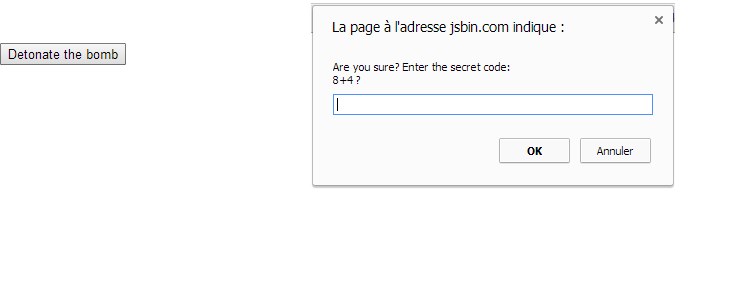 Detonate the bomb
La page à l'adresse jsbin.com indique :
Are you sure? Enter the secret code:
8+4 ?
OK
Annuler